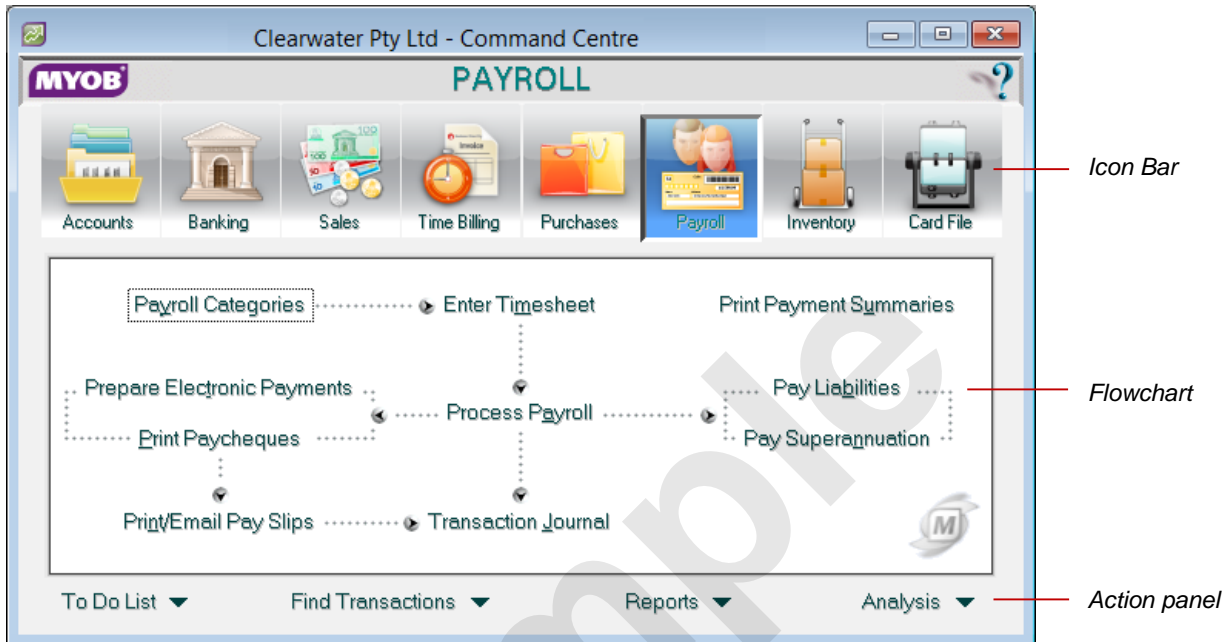 Clearwater Pty Ltd - Command Centre
MYOB
PAYROLL
?
Accounts
Banking
Sales
Time Billing
Purchases
Payroll
Inventory
Card File
Icon Bar
Payroll Categories
Enter Timesheet
Print Payment Summaries
Prepare Electronic Payments
Process Payroll
Pay Liabilities
Flowchart
Print Paycheques
Pay Superannuation
Print/Email Pay Slips
Transaction Journal
M
To Do List
Find Transactions
Reports
Analysis
Action panel